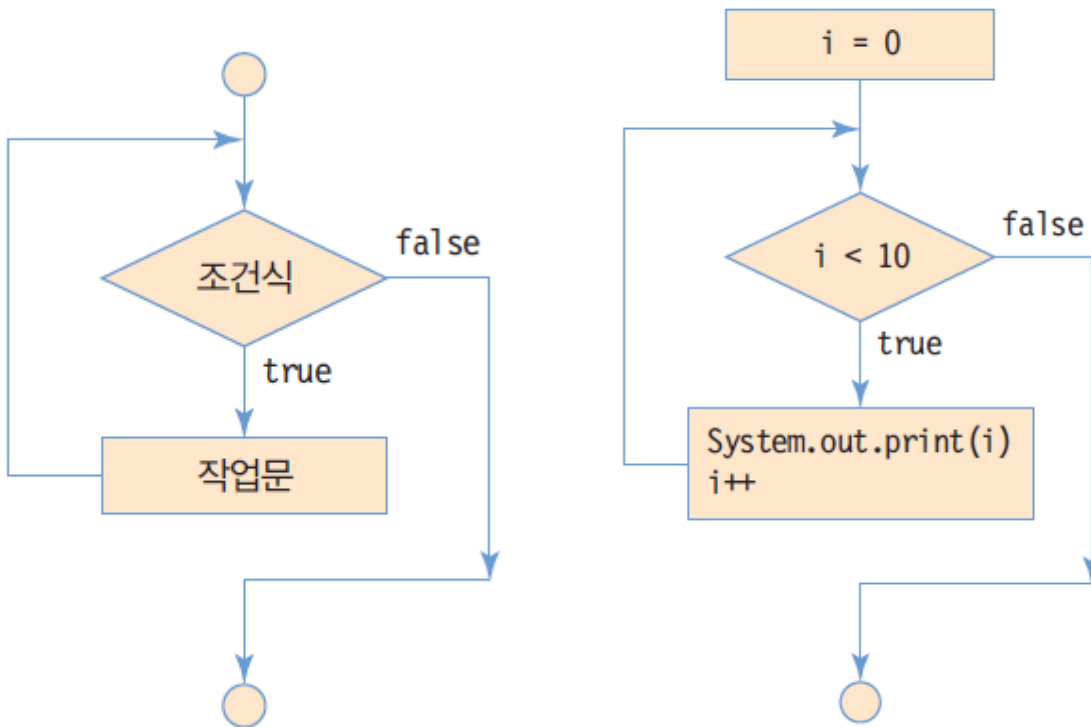 조건식
false
true
작업문
i = 0
i < 10
false
true
System.out.print(i)
i++